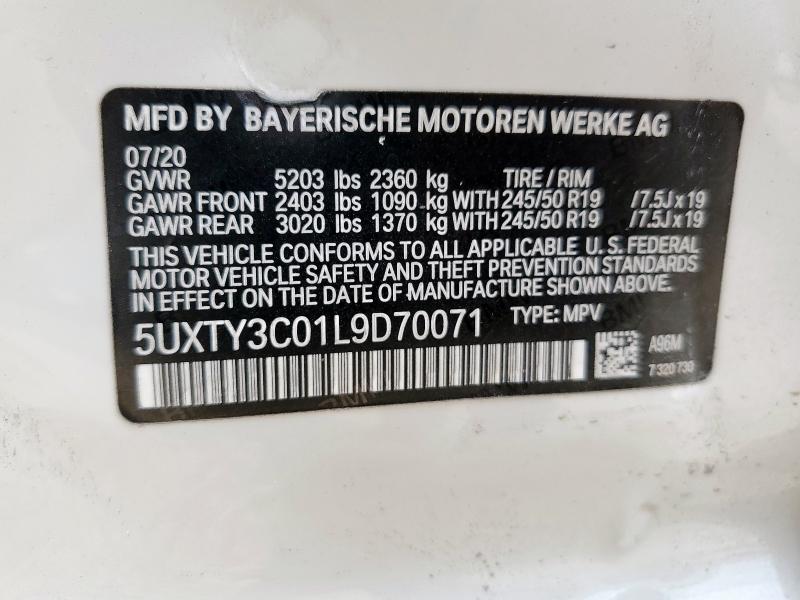 MFD BY BAYERISCHE MOTOREN WERKE AG
07/20
GVWR 5203 lbs 2360 kg TIRE / RIM
GAWR FRONT 2403 lbs 1090 kg WITH 245/50 R19 /7.5J x 19
GAWR REAR 3020 lbs 1370 kg WITH 245/50 R19 /7.5J x 19
THIS VEHICLE CONFORMS TO ALL APPLICABLE U.S. FEDERAL
MOTOR VEHICLE SAFETY AND THEFT PREVENTION STANDARDS
IN EFFECT ON THE DATE OF MANUFACTURE SHOWN ABOVE.
5UXTY3C01L9D70071 TYPE: MPV
A96M
7 320 730